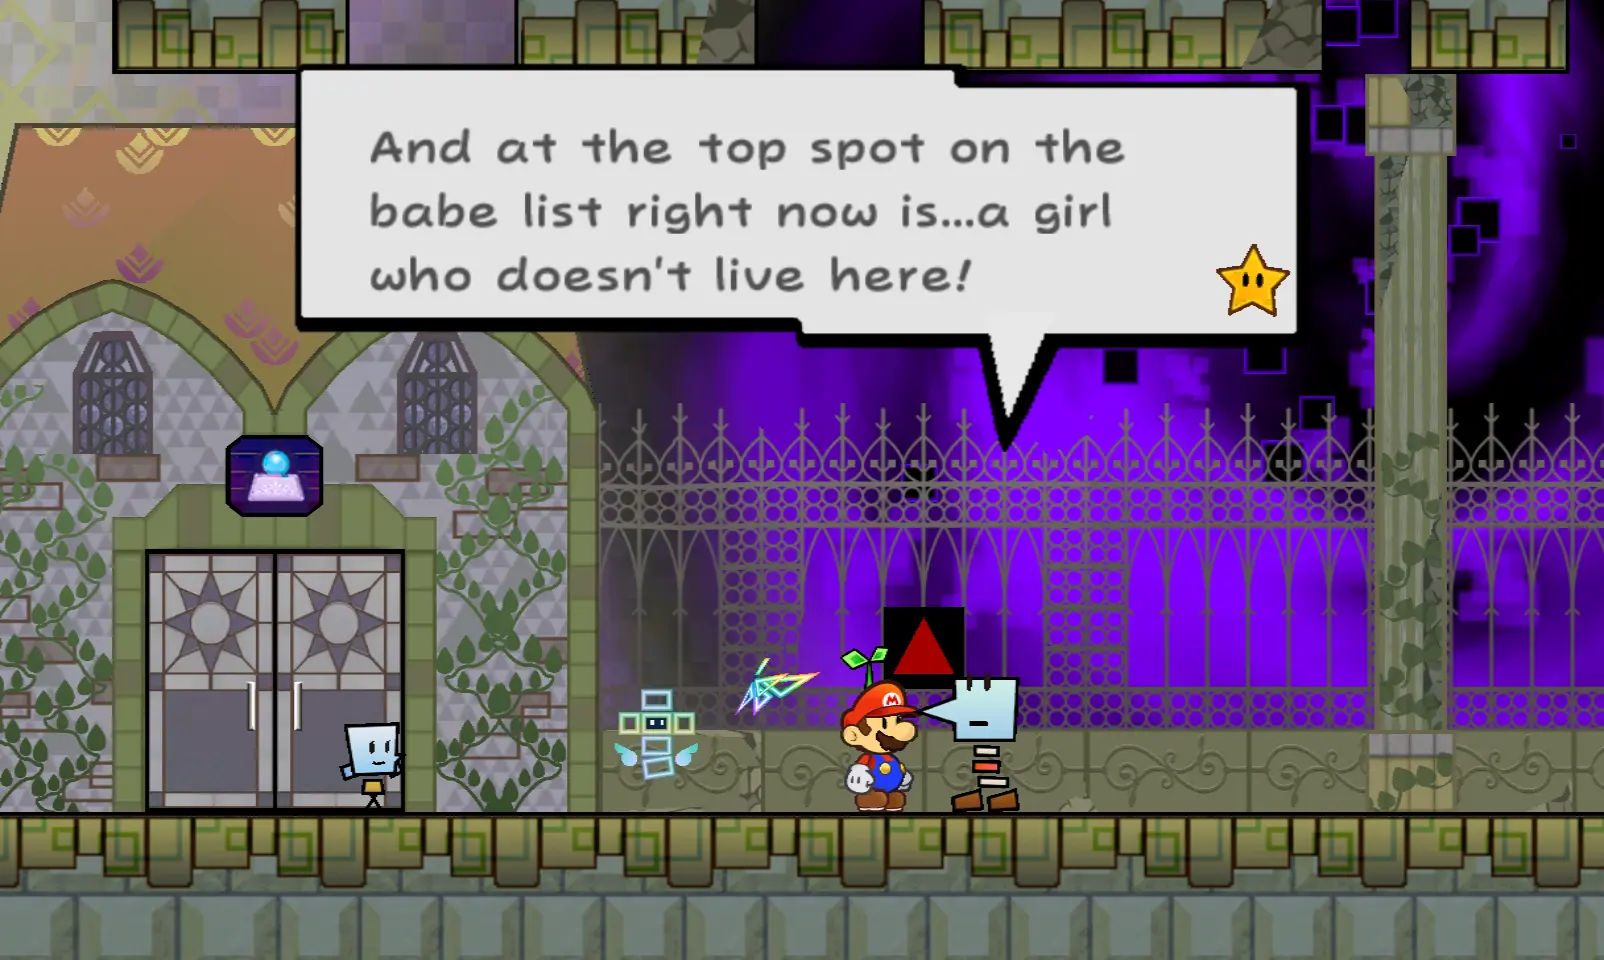 And at the top spot on the
babe list right now is...a girl
who doesn't live here!
M